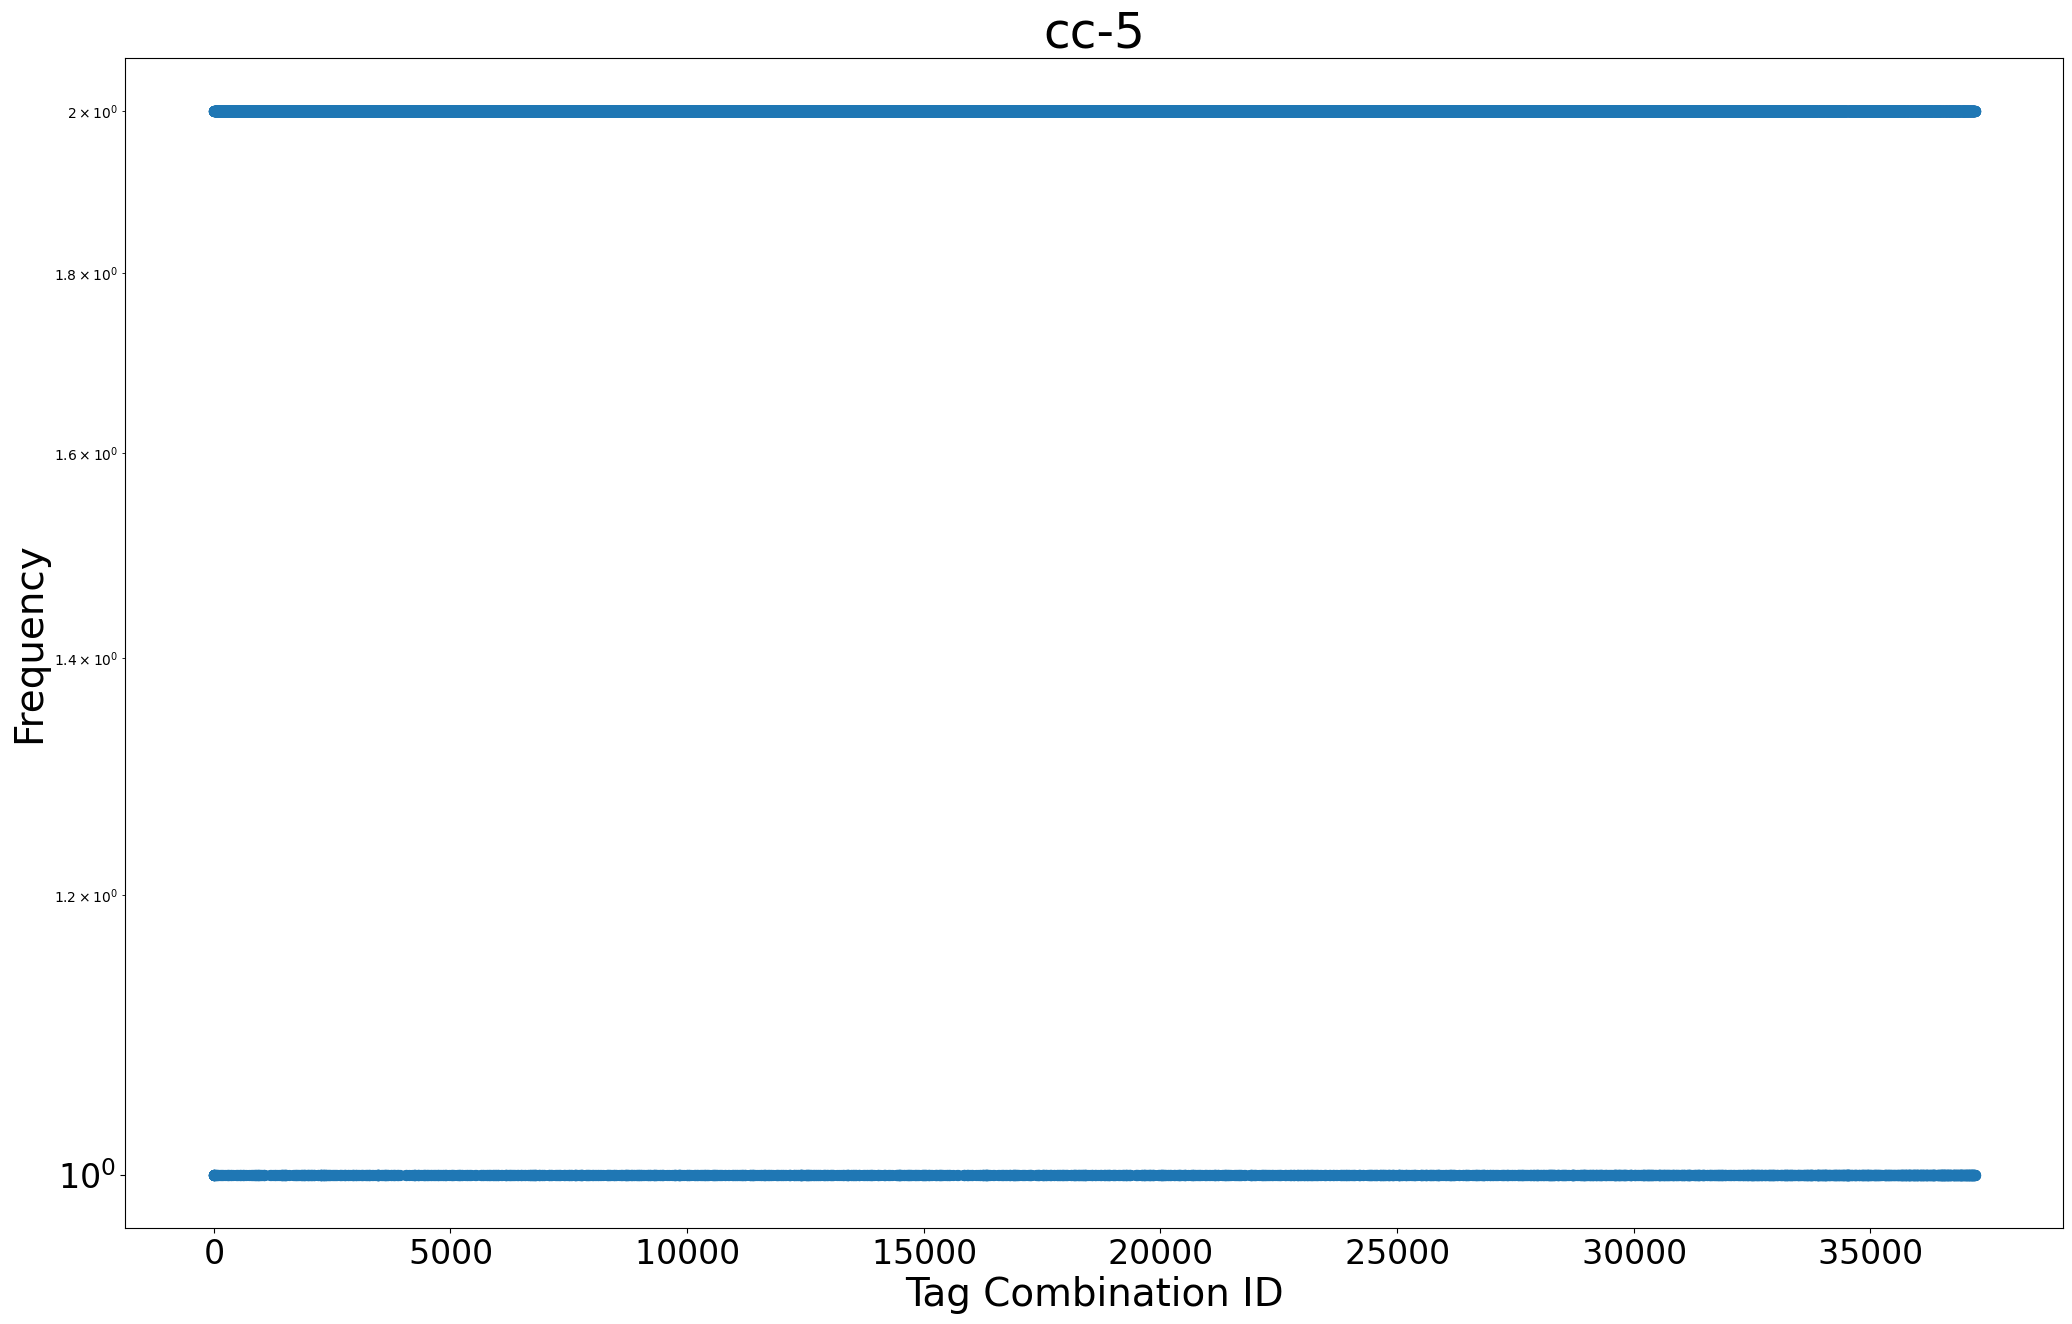 cc-5
2 × 10⁰
1.8 × 10⁰
1.6 × 10⁰
1.4 × 10⁰
1.2 × 10⁰
10⁰
Frequency
0 5000 10000 15000 20000 25000 30000 35000
Tag Combination ID